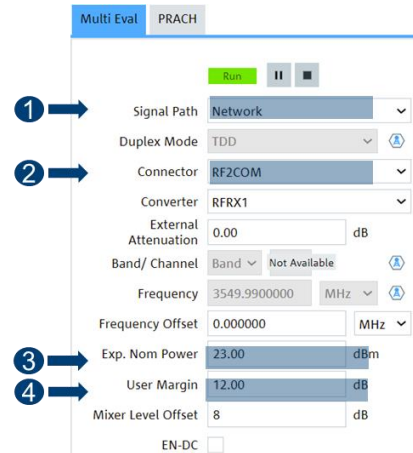 Multi Eval PRACH
Run
1 Signal Path Network
Duplex Mode TDD
2 Connector RF2COM
Converter RFRX1
External
Attenuation 0.00 dB
Band/ Channel Band Not Available
Frequency 3549.9900000 MHz
Frequency Offset 0.000000 MHz
3 Exp. Nom Power 23.00 dBm
4 User Margin 12.00 dB
Mixer Level Offset 8 dB
EN-DC